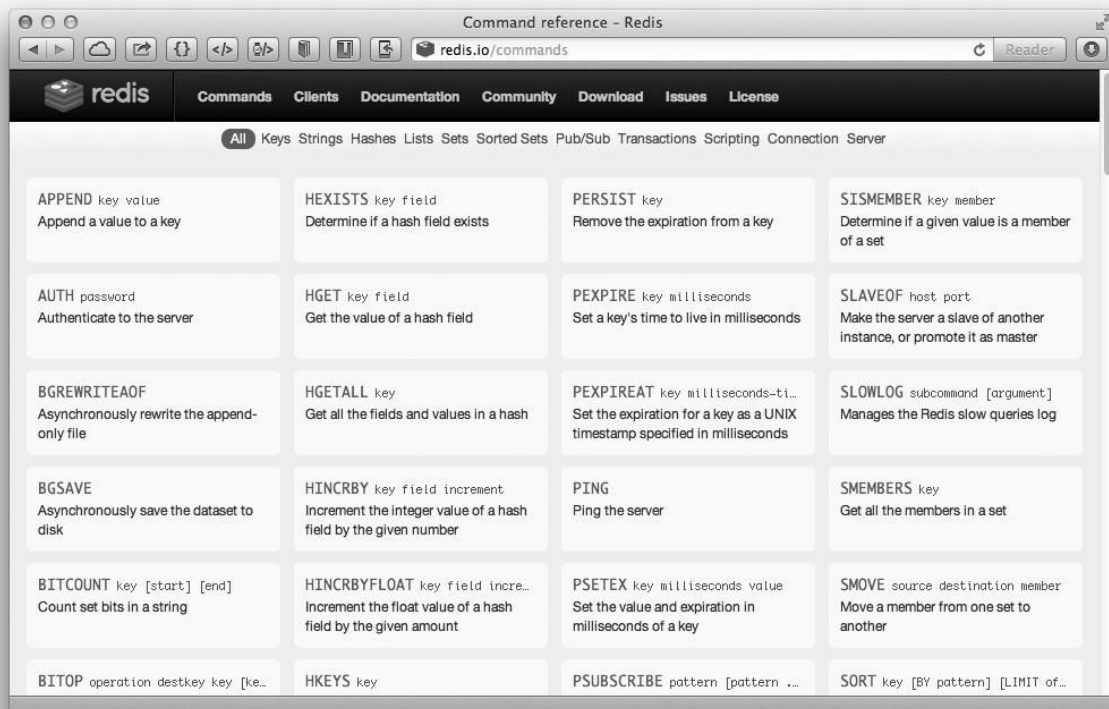 Command reference – Redis
{} </>
redis.io/commands
Reader
redis
Commands Clients Documentation Community Download Issues License
All Keys Strings Hashes Lists Sets Sorted Sets Pub/Sub Transactions Scripting Connection Server
APPEND key value
Append a value to a key
HEXISTS key field
Determine if a hash field exists
PERSIST key
Remove the expiration from a key
SISMEMBER key member
Determine if a given value is a member
of a set
AUTH password
Authenticate to the server
HGET key field
Get the value of a hash field
PEXPIRE key milliseconds
Set a key's time to live in milliseconds
SLAVEOF host port
Make the server a slave of another
instance, or promote it as master
BGREWRITEAOF
Asynchronously rewrite the append-
only file
HGETALL key
Get all the fields and values in a hash
PEXPIREAT key milliseconds-ti…
Set the expiration for a key as a UNIX
timestamp specified in milliseconds
SLOWLOG subcommand [argument]
Manages the Redis slow queries log
BGSAVE
Asynchronously save the dataset to
disk
HINCRBY key field increment
Increment the integer value of a hash
field by the given number
PING
Ping the server
SMEMBERS key
Get all the members in a set
BITCOUNT key [start] [end]
Count set bits in a string
HINCRBYFLOAT key field incre…
Increment the float value of a hash
field by the given amount
PSETEX key milliseconds value
Set the value and expiration in
milliseconds of a key
SMOVE source destination member
Move a member from one set to
another
BITOP operation destkey key [ke…
HKEYS key
PSUBSCRIBE pattern [pattern ...…
SORT key [BY pattern] [LIMIT of…